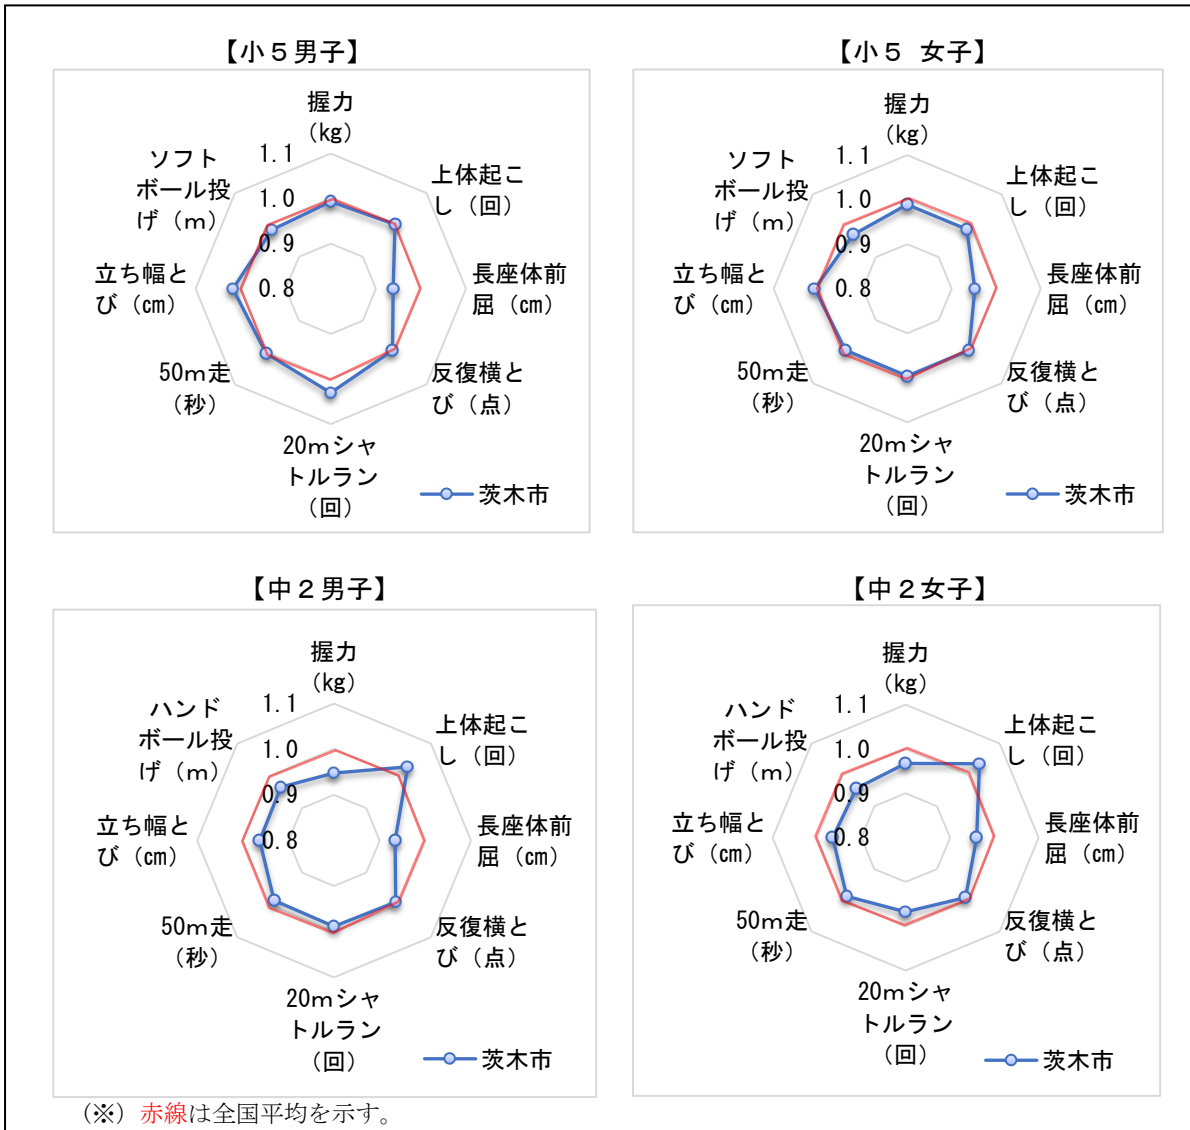 【小５男子】
握力
（kg）
上体起こ
し（回）
長座体前
屈（㎝）
反復横と
び（点）
20ｍシャ
トルラン
（回）
50ｍ走
（秒）
立ち幅と
び（㎝）
ソフト
ボール投
げ（ｍ）
1.1
1.0
0.9
0.8
茨木市
【小５ 女子】
握力
（kg）
上体起こ
し（回）
長座体前
屈（㎝）
反復横と
び（点）
20ｍシャ
トルラン
（回）
50ｍ走
（秒）
立ち幅と
び（㎝）
ソフト
ボール投
げ（ｍ）
1.1
1.0
0.9
0.8
茨木市
【中２男子】
握力
（kg）
上体起こ
し（回）
長座体前
屈（㎝）
反復横と
び（点）
20ｍシャ
トルラン
（回）
50ｍ走
（秒）
立ち幅と
び（㎝）
ハンド
ボール投
げ（ｍ）
1.1
1.0
0.9
0.8
茨木市
【中２女子】
握力
（kg）
上体起こ
し（回）
長座体前
屈（㎝）
反復横と
び（点）
20ｍシャ
トルラン
（回）
50ｍ走
（秒）
立ち幅と
び（㎝）
ハンド
ボール投
げ（ｍ）
1.1
1.0
0.9
0.8
茨木市
（※）赤線は全国平均を示す。